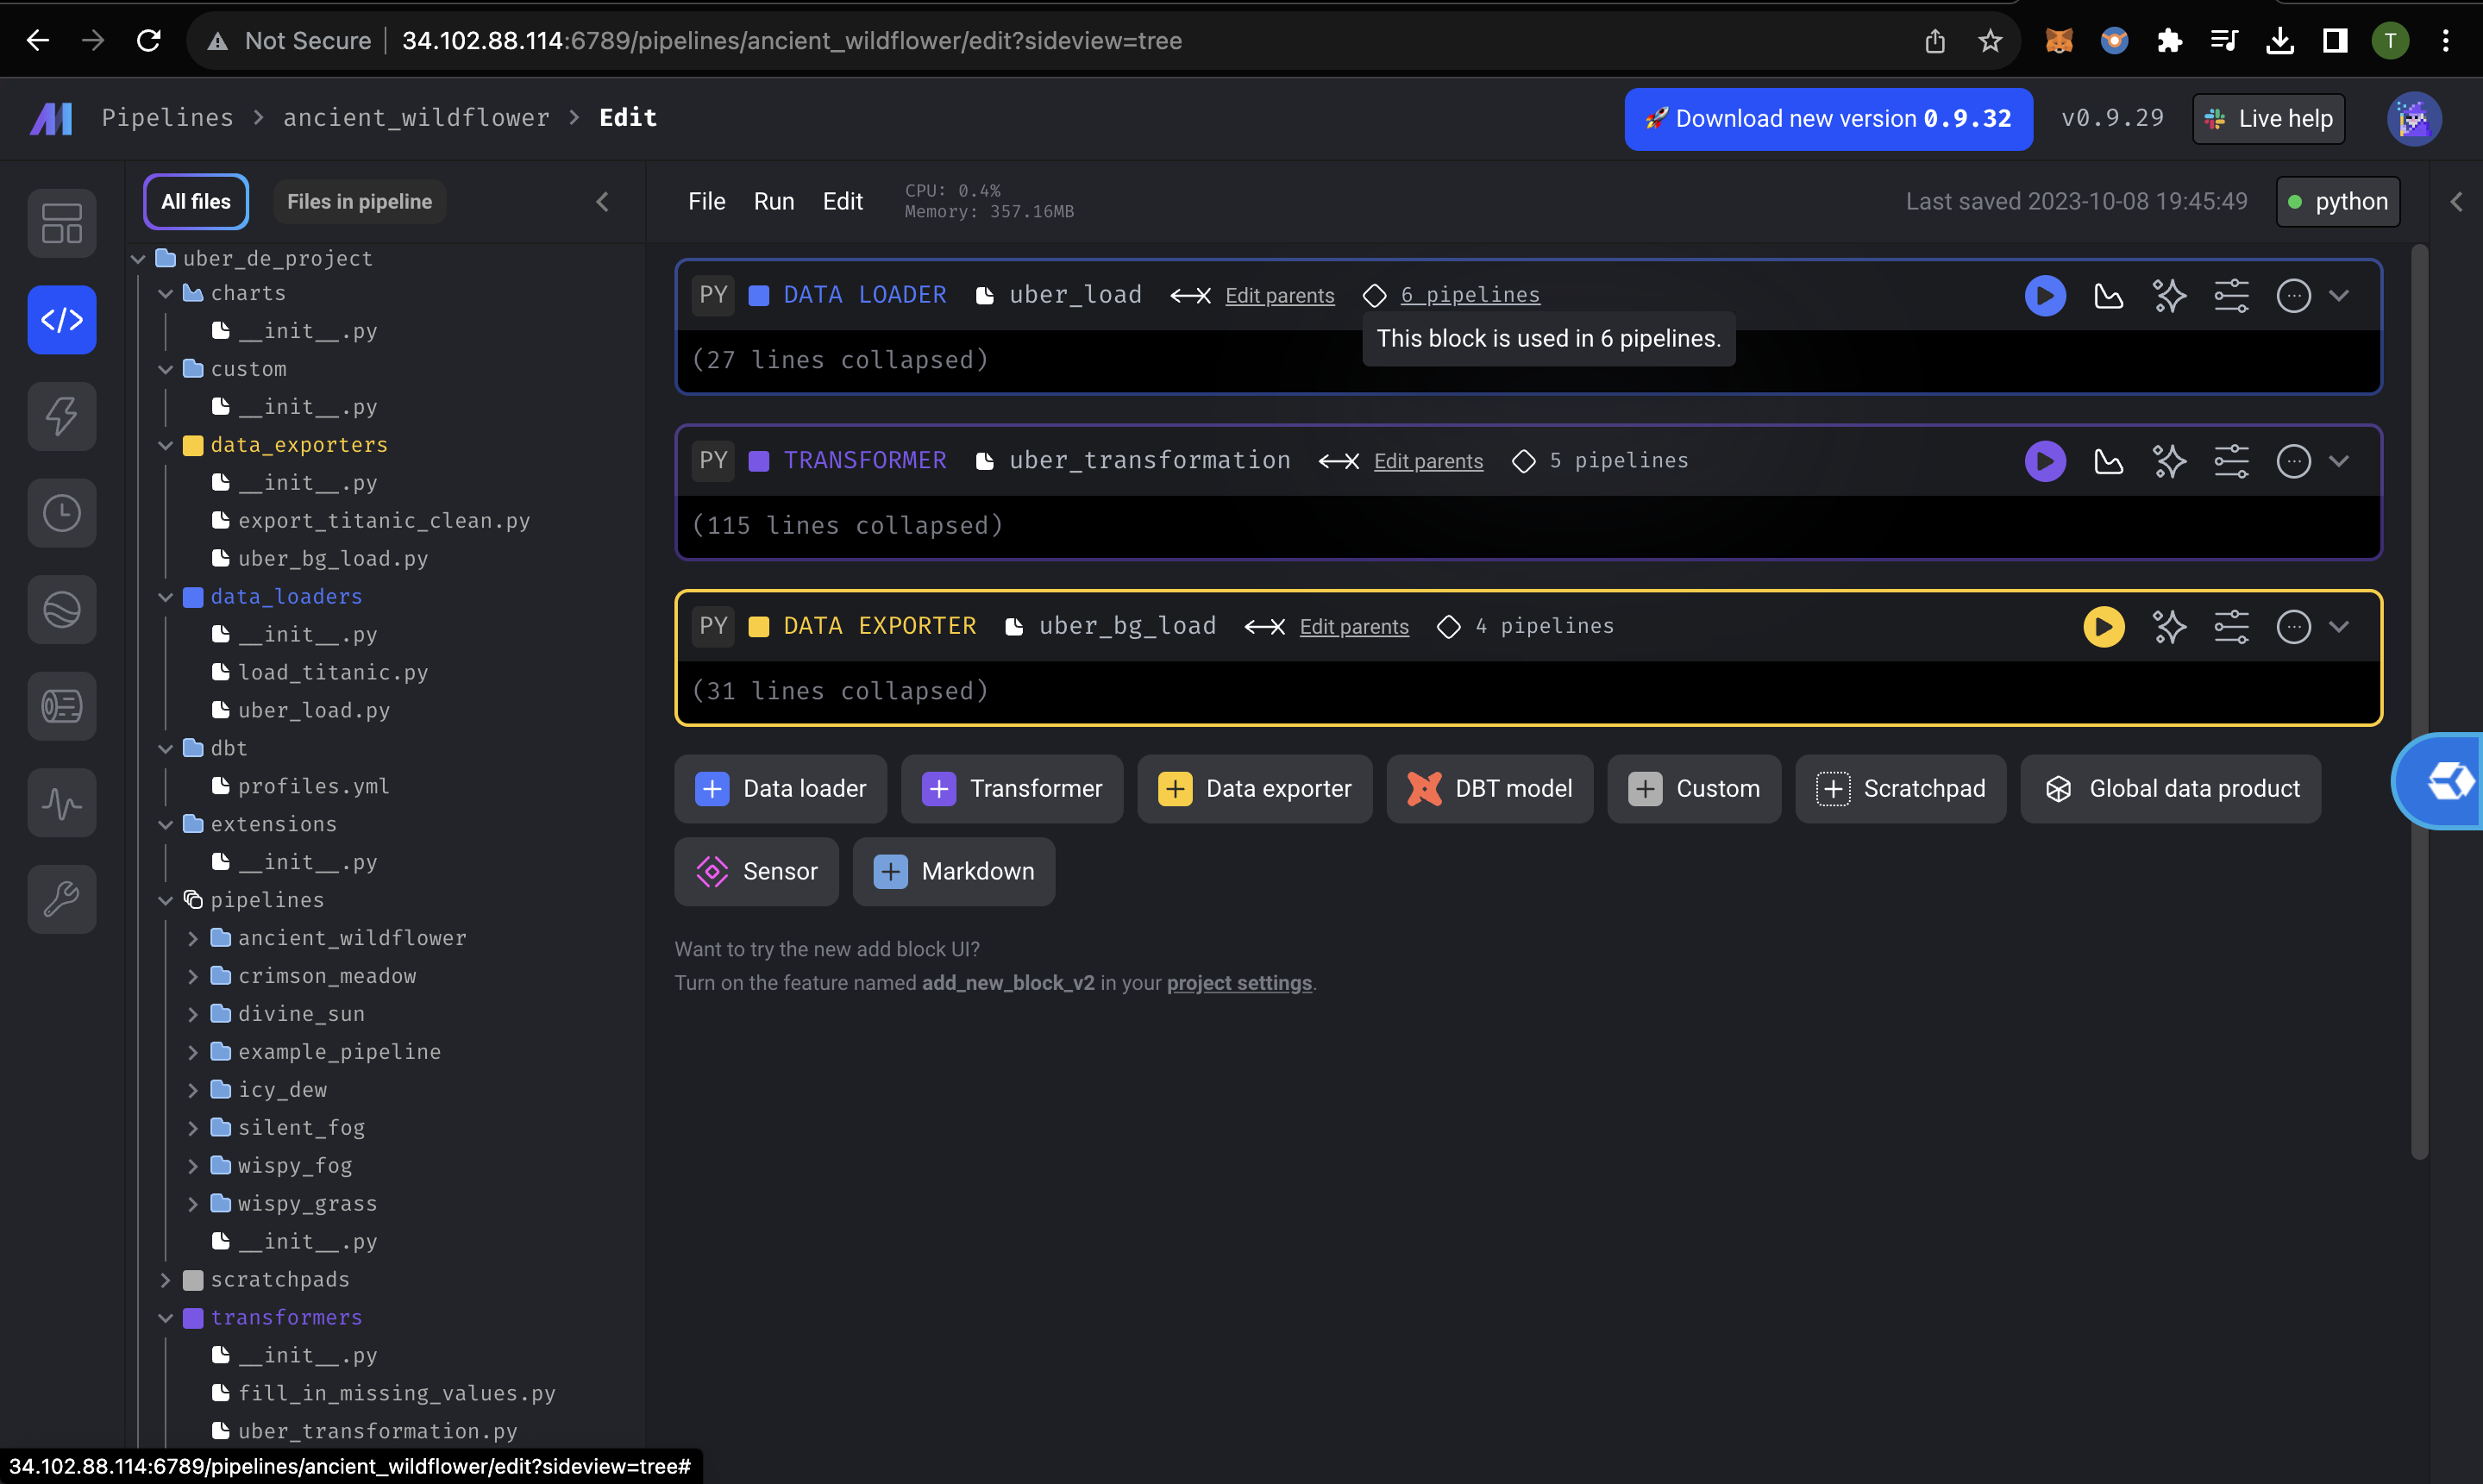 Not Secure 34.102.88.114:6789/pipelines/ancient_wildflower/edit?sideview=tree
T
Pipelines > ancient_wildflower > Edit
🚀 Download new version 0.9.32
v0.9.29
Live help
All files
Files in pipeline
File Run Edit
CPU: 0.4%
Memory: 357.16MB
Last saved 2023-10-08 19:45:49
python
uber_de_project
charts
__init__.py
custom
__init__.py
data_exporters
__init__.py
export_titanic_clean.py
uber_bg_load.py
data_loaders
__init__.py
load_titanic.py
uber_load.py
dbt
profiles.yml
extensions
__init__.py
pipelines
ancient_wildflower
crimson_meadow
divine_sun
example_pipeline
icy_dew
silent_fog
wispy_fog
wispy_grass
__init__.py
scratchpads
transformers
__init__.py
fill_in_missing_values.py
uber_transformation.py
PY DATA LOADER uber_load Edit parents 6 pipelines
This block is used in 6 pipelines.
(27 lines collapsed)
PY TRANSFORMER uber_transformation Edit parents 5 pipelines
(115 lines collapsed)
PY DATA EXPORTER uber_bg_load Edit parents 4 pipelines
(31 lines collapsed)
Data loader
Transformer
Data exporter
DBT model
Custom
Scratchpad
Global data product
Sensor
Markdown
Want to try the new add block UI?
Turn on the feature named add_new_block_v2 in your project settings.
34.102.88.114:6789/pipelines/ancient_wildflower/edit?sideview=tree#